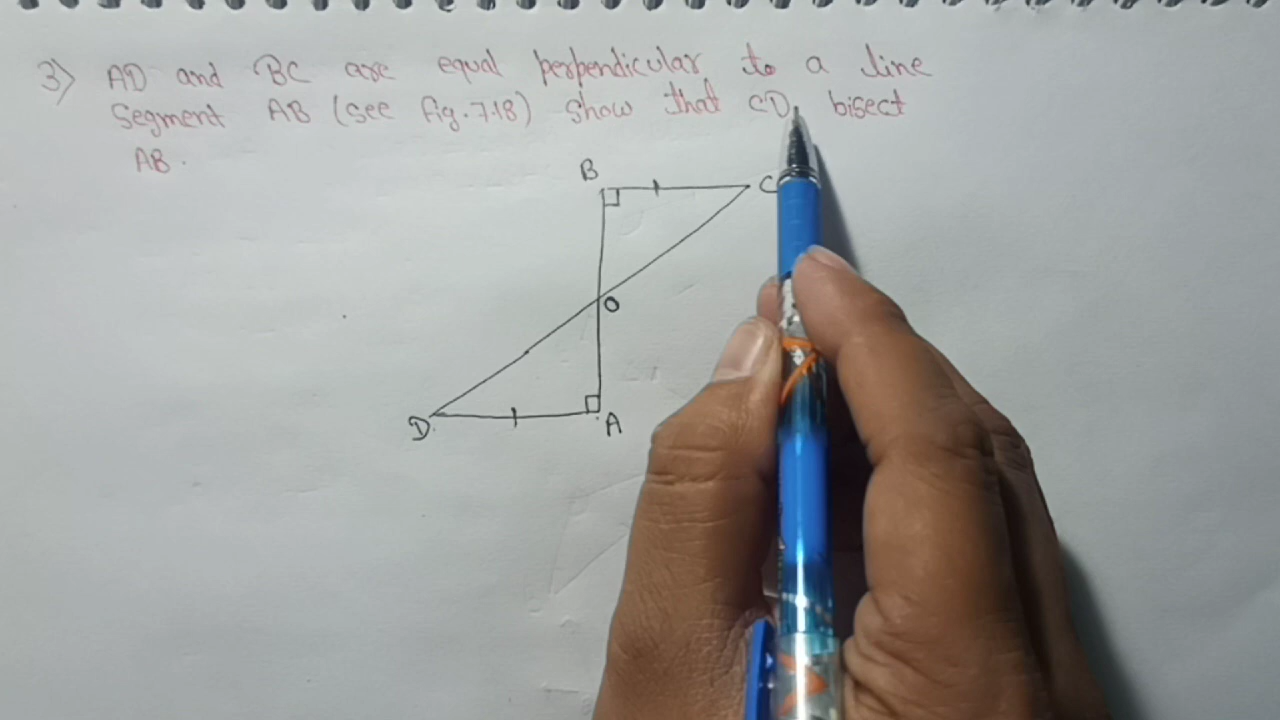 3) AD and BC are equal perpendicular to a line
Segment AB (see fig. 7.18) show that CD bisect
AB.
B
C
O
D
A